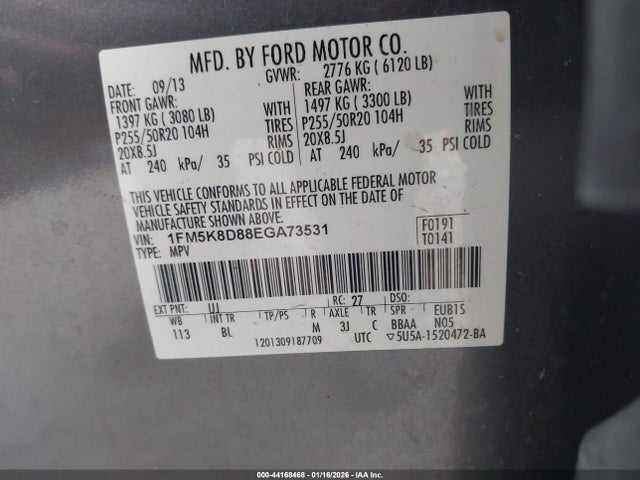 MFD. BY FORD MOTOR CO.
DATE: 09/13 GVWR: 2776 KG ( 6120 LB)
FRONT GAWR: REAR GAWR:
1397 KG ( 3080 LB) WITH 1497 KG ( 3300 LB) WITH
P255/50R20 104H TIRES P255/50R20 104H TIRES
20X8.5J RIMS 20X8.5J RIMS
AT 240 kPa/ 35 PSI COLD AT 240 kPa/ 35 PSI COLD
THIS VEHICLE CONFORMS TO ALL APPLICABLE FEDERAL MOTOR
VEHICLE SAFETY STANDARDS IN EFFECT ON THE DATE OF
MANUFACTURE SHOWN ABOVE.
VIN: 1FM5K8D88EGA73531 F0191
TYPE: MPV T0141
EXT PNT: UJ RC: 27 DSO:
WB INT TR TP/PS R AXLE TR SPR EUB1S
113 BL M 3J C BBAA N05
1201309187709 UTC ▽5U5A-1520472-BA
000-44168468 - 01/16/2026 - IAA Inc.